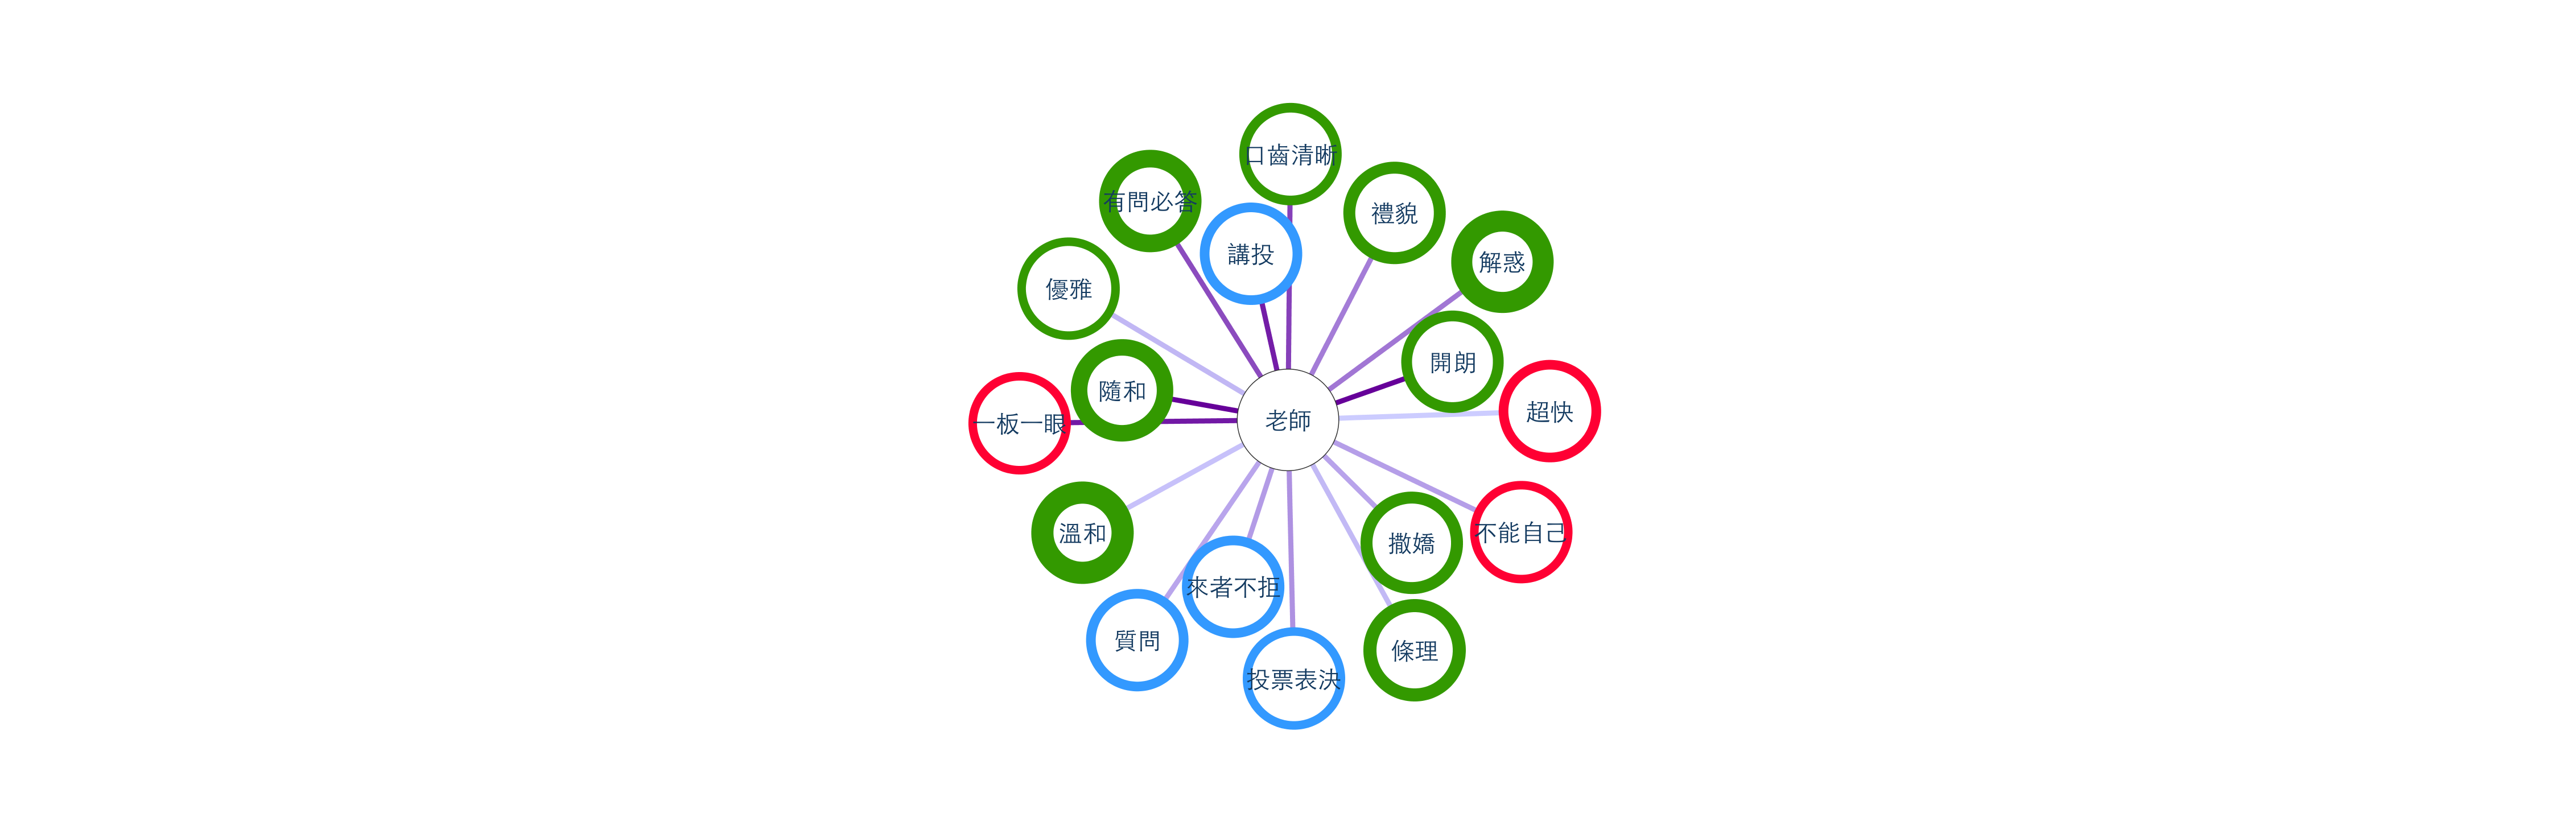 口齒清晰
有問必答
禮貌
講投
解惑
優雅
開朗
隨和
超快
老師
一板一眼
不能自己
溫和
撒嬌
來者不拒
質問
條理
投票表決